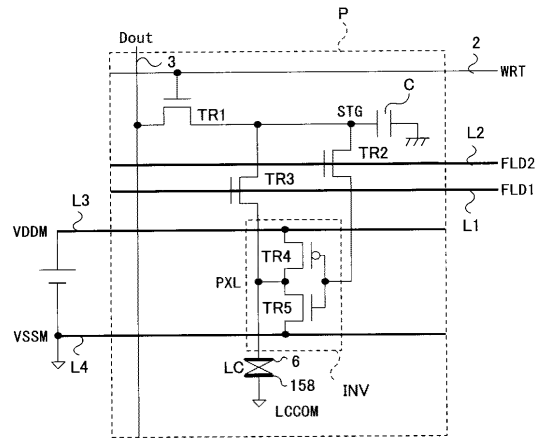 P
Dout
3
2
WRT
TR1
STG
C
TR2
L2
FLD2
TR3
FLD1
L3
L1
VDDM
TR4
PXL
TR5
VSSM
L4
LC
6
158
INV
LCCOM